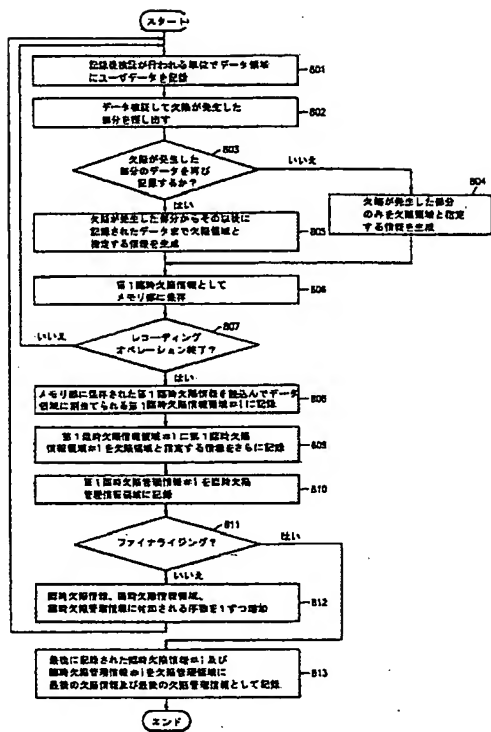 スタート
記録後検証が行われる単位でデータ領域
にユーザデータを記録
801
データ検証して欠陥が発生した
部分を探し出す
802
欠陥が発生した
部分のデータを再び
記録するか?
803
いいえ
はい
欠陥が発生した部分
のみを欠陥領域と指定
する情報を生成
804
欠陥が発生した部分からその以後に
記録されたデータまで欠陥領域と
指定する情報を生成
805
第1臨時欠陥情報として
メモリ部に保存
806
レコーディング
オペレーション終了?
807
いいえ
はい
メモリ部に保存された第1臨時欠陥情報を読込んでデータ
領域に割当てられる第1臨時欠陥情報領域#iに記録
808
第1臨時欠陥情報領域#iに第1臨時欠陥
情報領域#iを欠陥領域と指定する情報をさらに記録
809
第1臨時欠陥管理情報#iを臨時欠陥
管理情報領域に記録
810
ファイナライジング?
811
はい
いいえ
臨時欠陥情報、臨時欠陥情報領域、
臨時欠陥管理情報に付加される序数を1ずつ増加
812
最後に記録された臨時欠陥情報#i及び
臨時欠陥管理情報#iを欠陥管理領域に
最後の欠陥情報及び最後の欠陥管理情報として記録
813
エンド